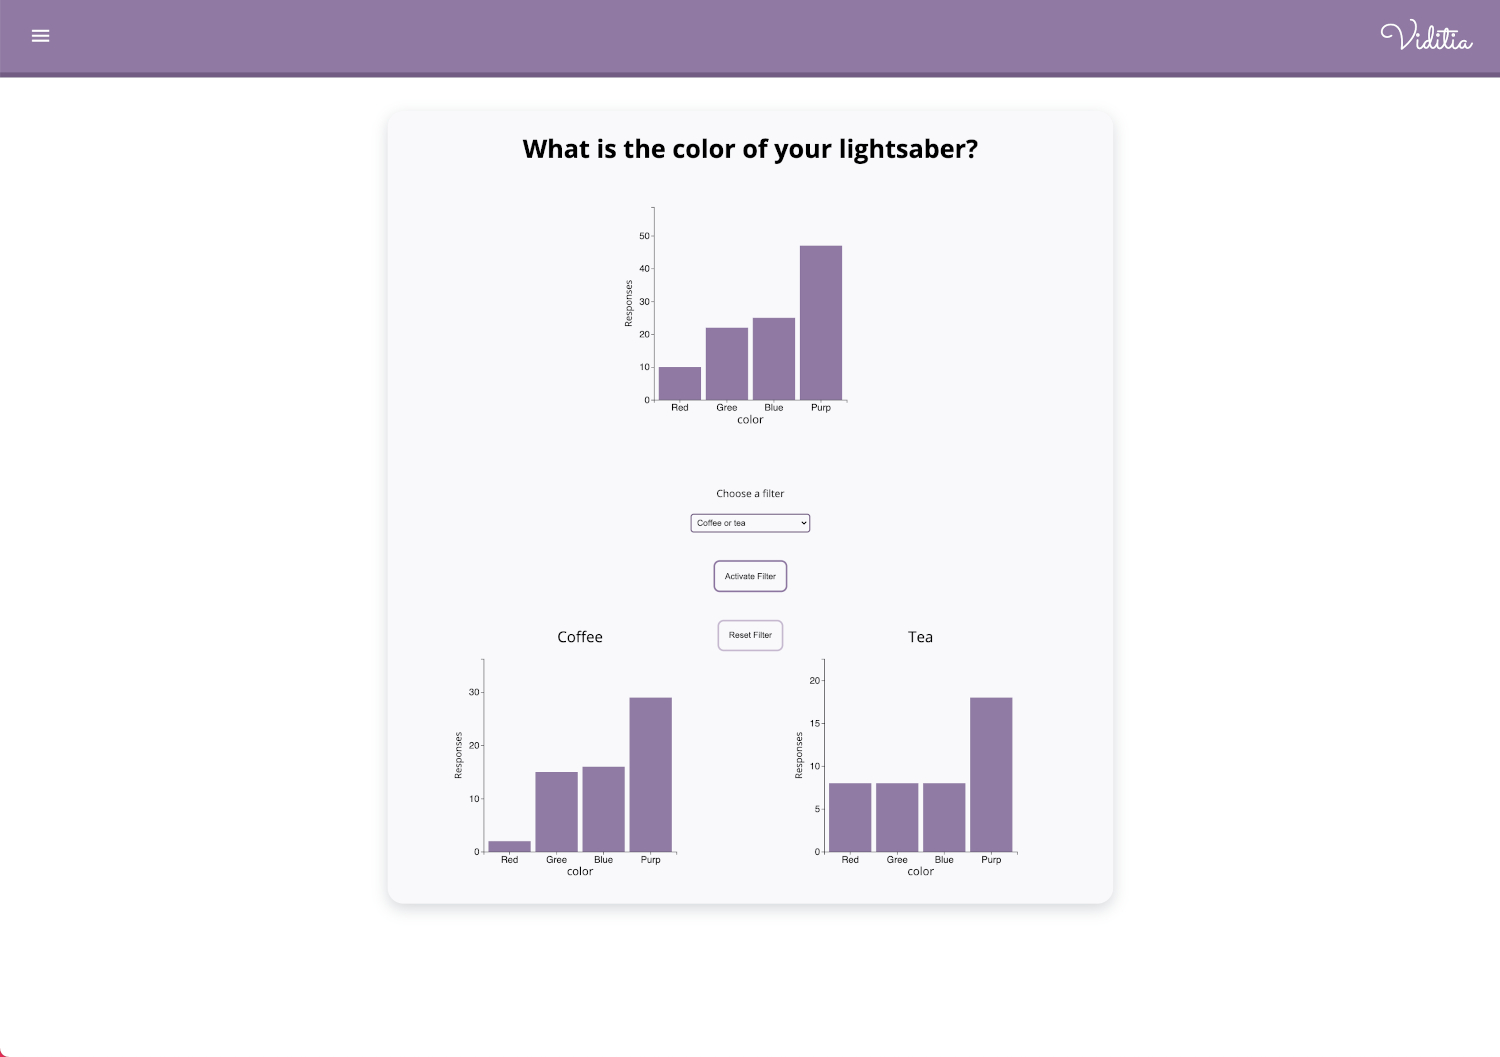 Viditia
What is the color of your lightsaber?
50
40
30
20
10
0
Responses
Red Gree Blue Purp
color
Choose a filter
Coffee or tea
Activate Filter
Reset Filter
Coffee
30
20
10
0
Responses
Red Gree Blue Purp
color
Tea
20
15
10
5
0
Responses
Red Gree Blue Purp
color